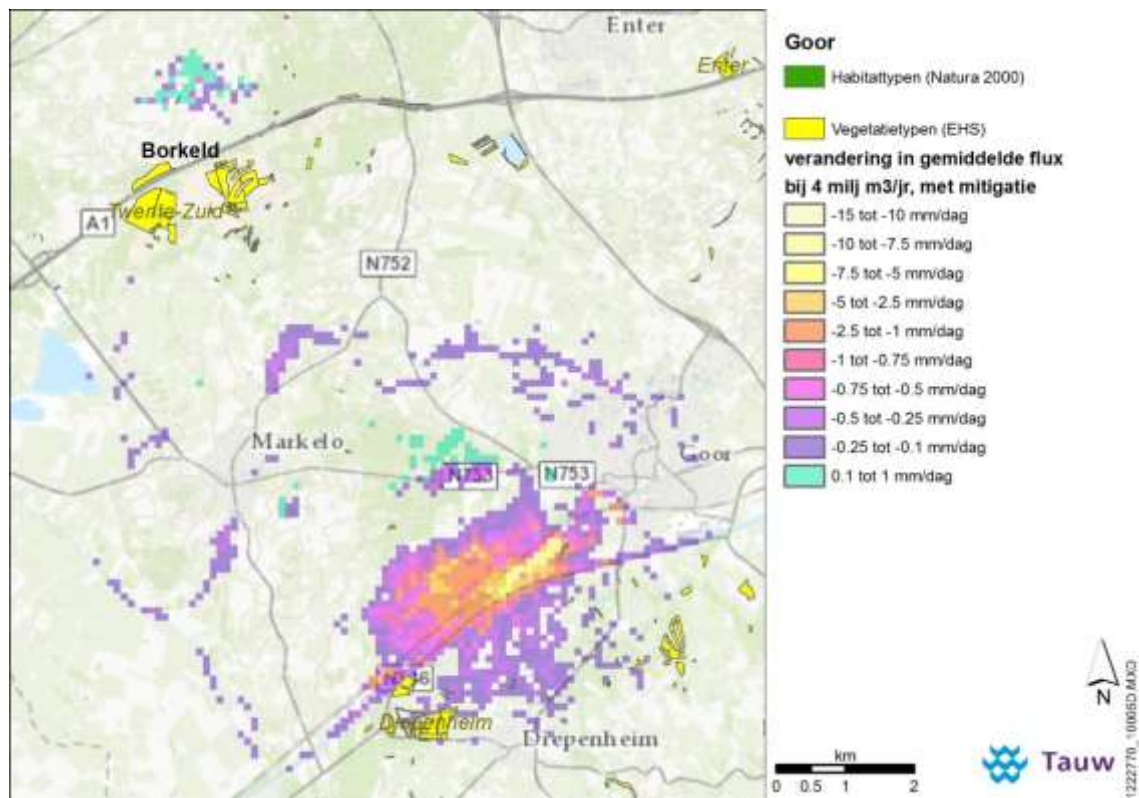 Enter
Enter
Borkeld
Twente-Zuid
A1
N752
Markelo
Goor
N753
N753
Diepenheim
Diepenheim
Goor
Habitattypen (Natura 2000)
Vegetatietypen (EHS)
verandering in gemiddelde flux
bij 4 milj m3/jr, met mitigatie
-15 tot -10 mm/dag
-10 tot -7.5 mm/dag
-7.5 tot -5 mm/dag
-5 tot -2.5 mm/dag
-2.5 tot -1 mm/dag
-1 tot -0.75 mm/dag
-0.75 tot -0.5 mm/dag
-0.5 tot -0.25 mm/dag
-0.25 tot -0.1 mm/dag
0.1 tot 1 mm/dag
N
km
0 0.5 1 2
Tauw
1222770_10005D.MXD